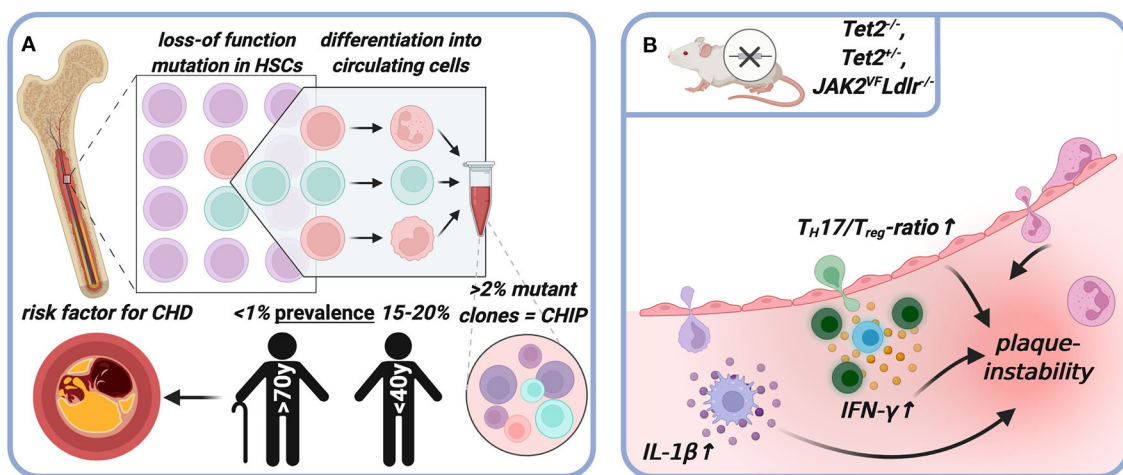 A
loss-of function
mutation in HSCs
differentiation into
circulating cells
risk factor for CHD
<1% prevalence 15-20%
>2% mutant
clones = CHIP
>70y
<40y
B
Tet2-/-,
Tet2+/-,
JAK2VFLdlr-/-
TH17/Treg-ratio↑
plaque-
instability
IFN-γ↑
IL-1β↑